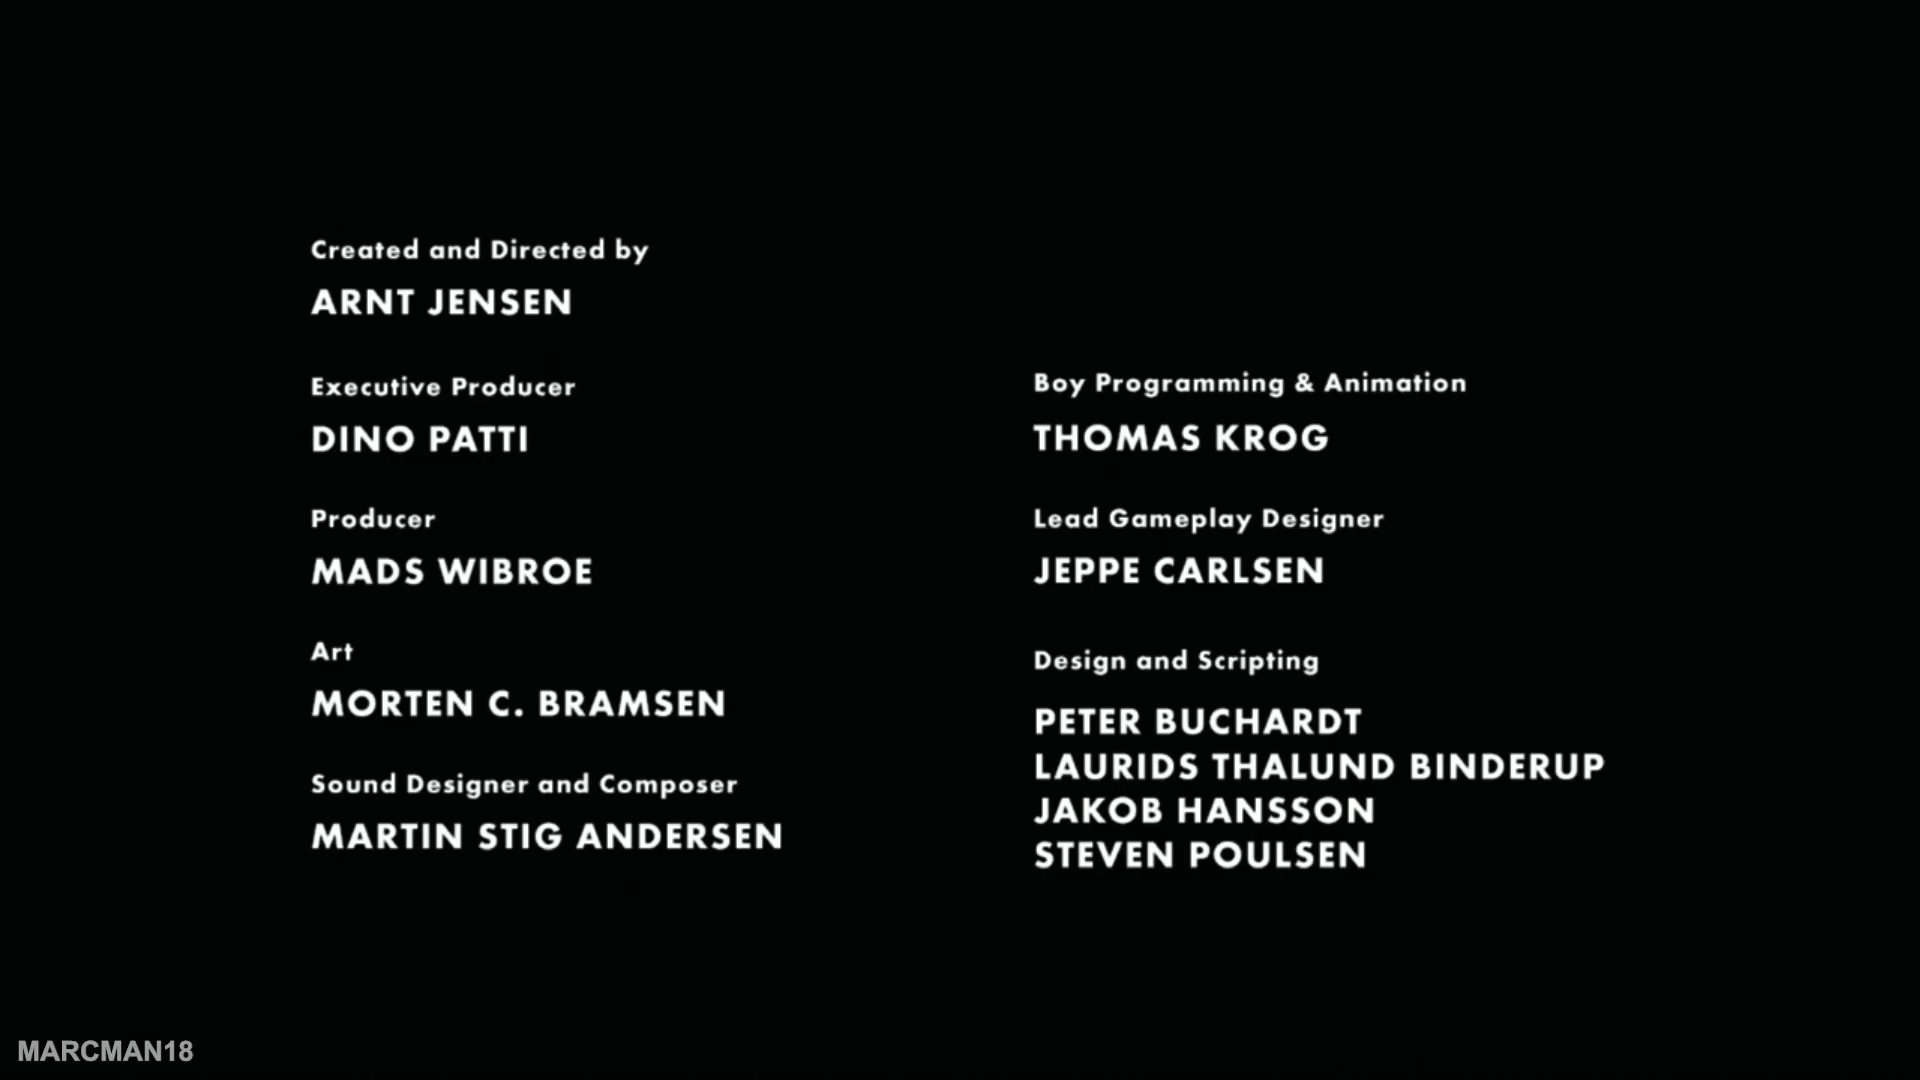 Created and Directed by
ARNT JENSEN
Executive Producer
DINO PATTI
Producer
MADS WIBROE
Art
MORTEN C. BRAMSEN
Sound Designer and Composer
MARTIN STIG ANDERSEN
Boy Programming & Animation
THOMAS KROG
Lead Gameplay Designer
JEPPE CARLSEN
Design and Scripting
PETER BUCHARDT
LAURIDS THALUND BINDERUP
JAKOB HANSSON
STEVEN POULSEN
MARCMAN18